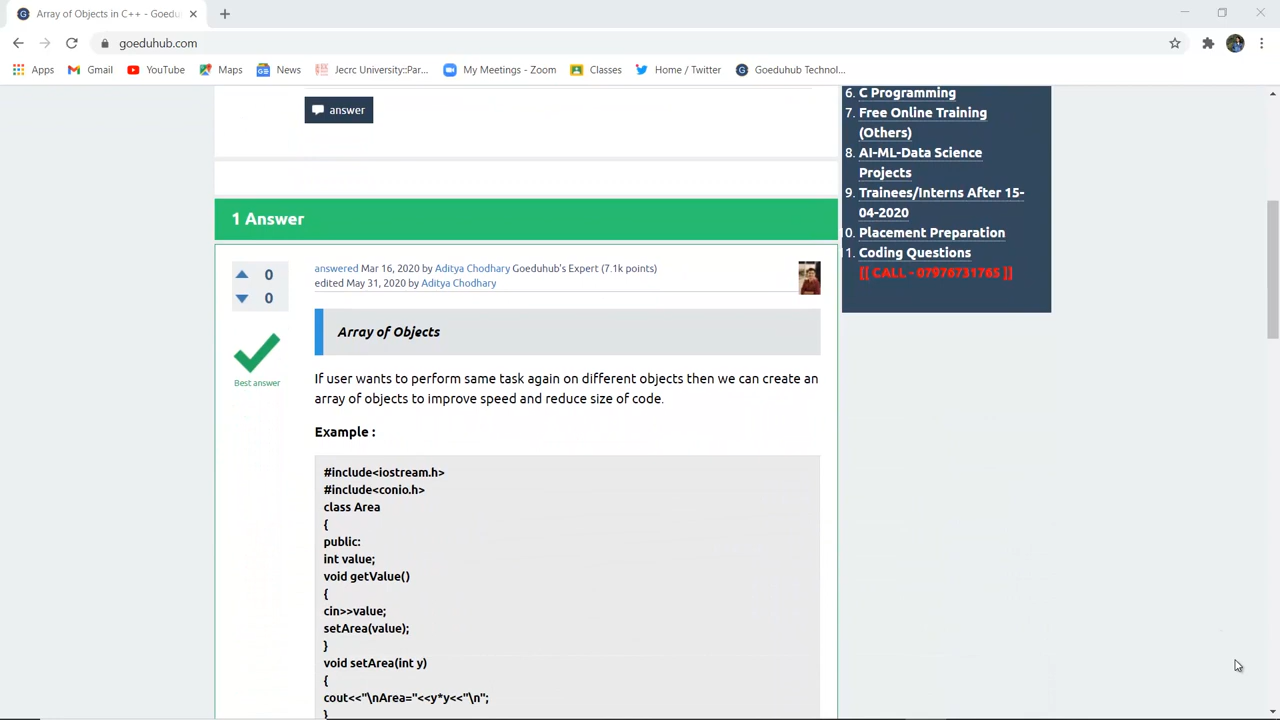 Array of Objects in C++ - Goedu
goeduhub.com
Apps
Gmail
YouTube
Maps
News
Jecrc University::Par...
My Meetings - Zoom
Classes
Home / Twitter
Goeduhub Technol...
answer
6. C Programming
7. Free Online Training
(Others)
8. AI-ML-Data Science
Projects
9. Trainees/Interns After 15-
04-2020
10. Placement Preparation
11. Coding Questions
[[ CALL - 07976731765 ]]
1 Answer
0
0
Best answer
answered Mar 16, 2020 by Aditya Chodhary Goeduhub's Expert (7.1k points)
edited May 31, 2020 by Aditya Chodhary
Array of Objects
If user wants to perform same task again on different objects then we can create an
array of objects to improve speed and reduce size of code.
Example :
#include<iostream.h>
#include<conio.h>
class Area
{
public:
int value;
void getValue()
{
cin>>value;
setArea(value);
}
void setArea(int y)
{
cout<<"\nArea="<<y*y<<"\n";
}